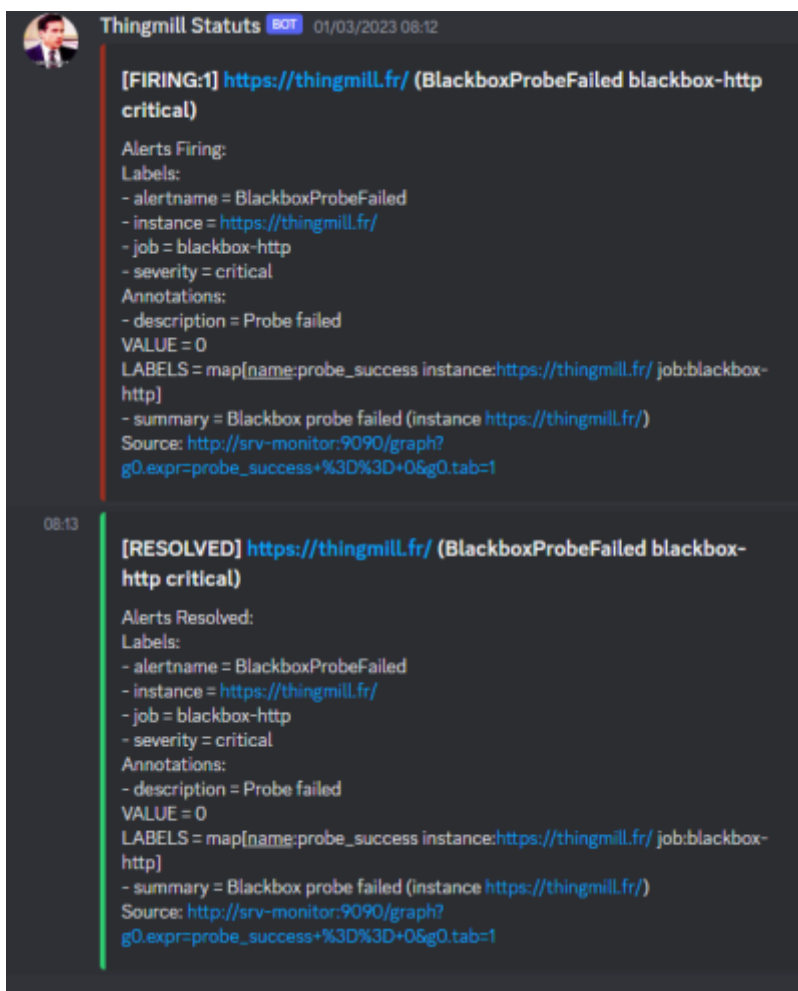 Thingmill Statuts BOT 01/03/2023 08:12
[FIRING:1] https://thingmill.fr/ (BlackboxProbeFailed blackbox-http
critical)
Alerts Firing:
Labels:
- alertname = BlackboxProbeFailed
- instance = https://thingmill.fr/
- job = blackbox-http
- severity = critical
Annotations:
- description = Probe failed
VALUE = 0
LABELS = map[name:probe_success instance:https://thingmill.fr/ job:blackbox-
http]
- summary = Blackbox probe failed (instance https://thingmill.fr/)
Source: http://srv-monitor:9090/graph?
g0.expr=probe_success+%3D%3D+0&g0.tab=1
08:13
[RESOLVED] https://thingmill.fr/ (BlackboxProbeFailed blackbox-
http critical)
Alerts Resolved:
Labels:
- alertname = BlackboxProbeFailed
- instance = https://thingmill.fr/
- job = blackbox-http
- severity = critical
Annotations:
- description = Probe failed
VALUE = 0
LABELS = map[name:probe_success instance:https://thingmill.fr/ job:blackbox-
http]
- summary = Blackbox probe failed (instance https://thingmill.fr/)
Source: http://srv-monitor:9090/graph?
g0.expr=probe_success+%3D%3D+0&g0.tab=1